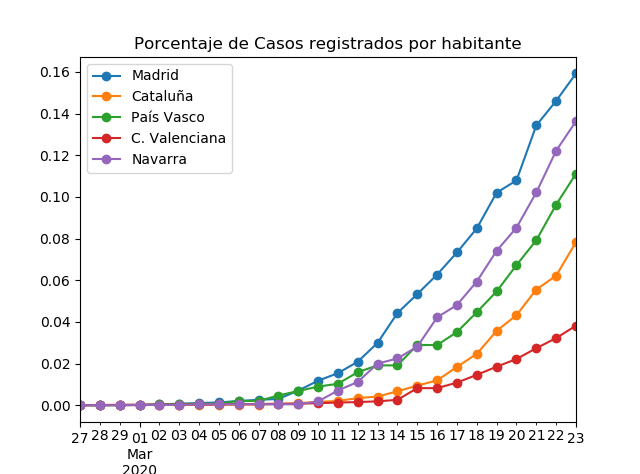 Porcentaje de Casos registrados por habitante
Madrid
Cataluña
País Vasco
C. Valenciana
Navarra
0.16
0.14
0.12
0.10
0.08
0.06
0.04
0.02
0.00
27 28 29 01 02 03 04 05 06 07 08 09 10 11 12 13 14 15 16 17 18 19 20 21 22 23
Mar
2020